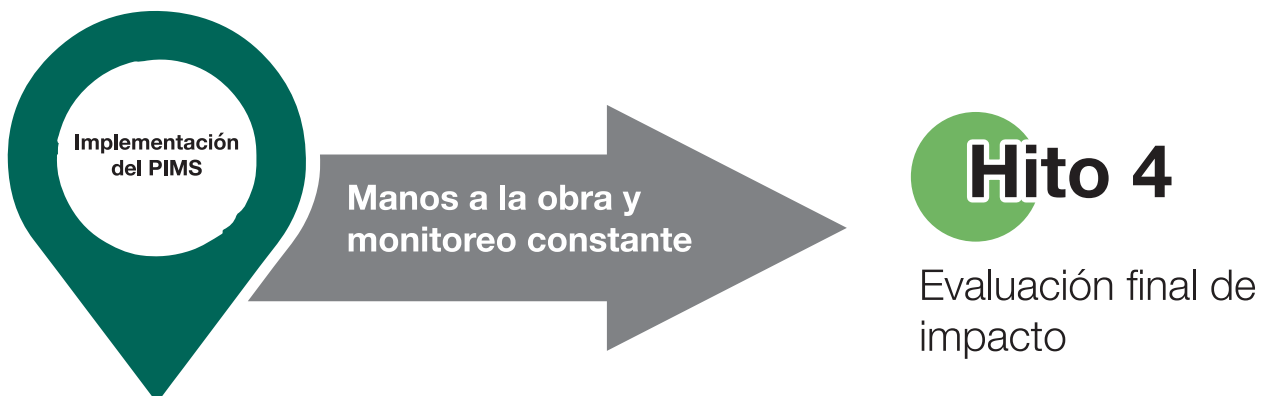 Implementación
del PIMS
Manos a la obra y
monitoreo constante
Hito 4
Evaluación final de
impacto